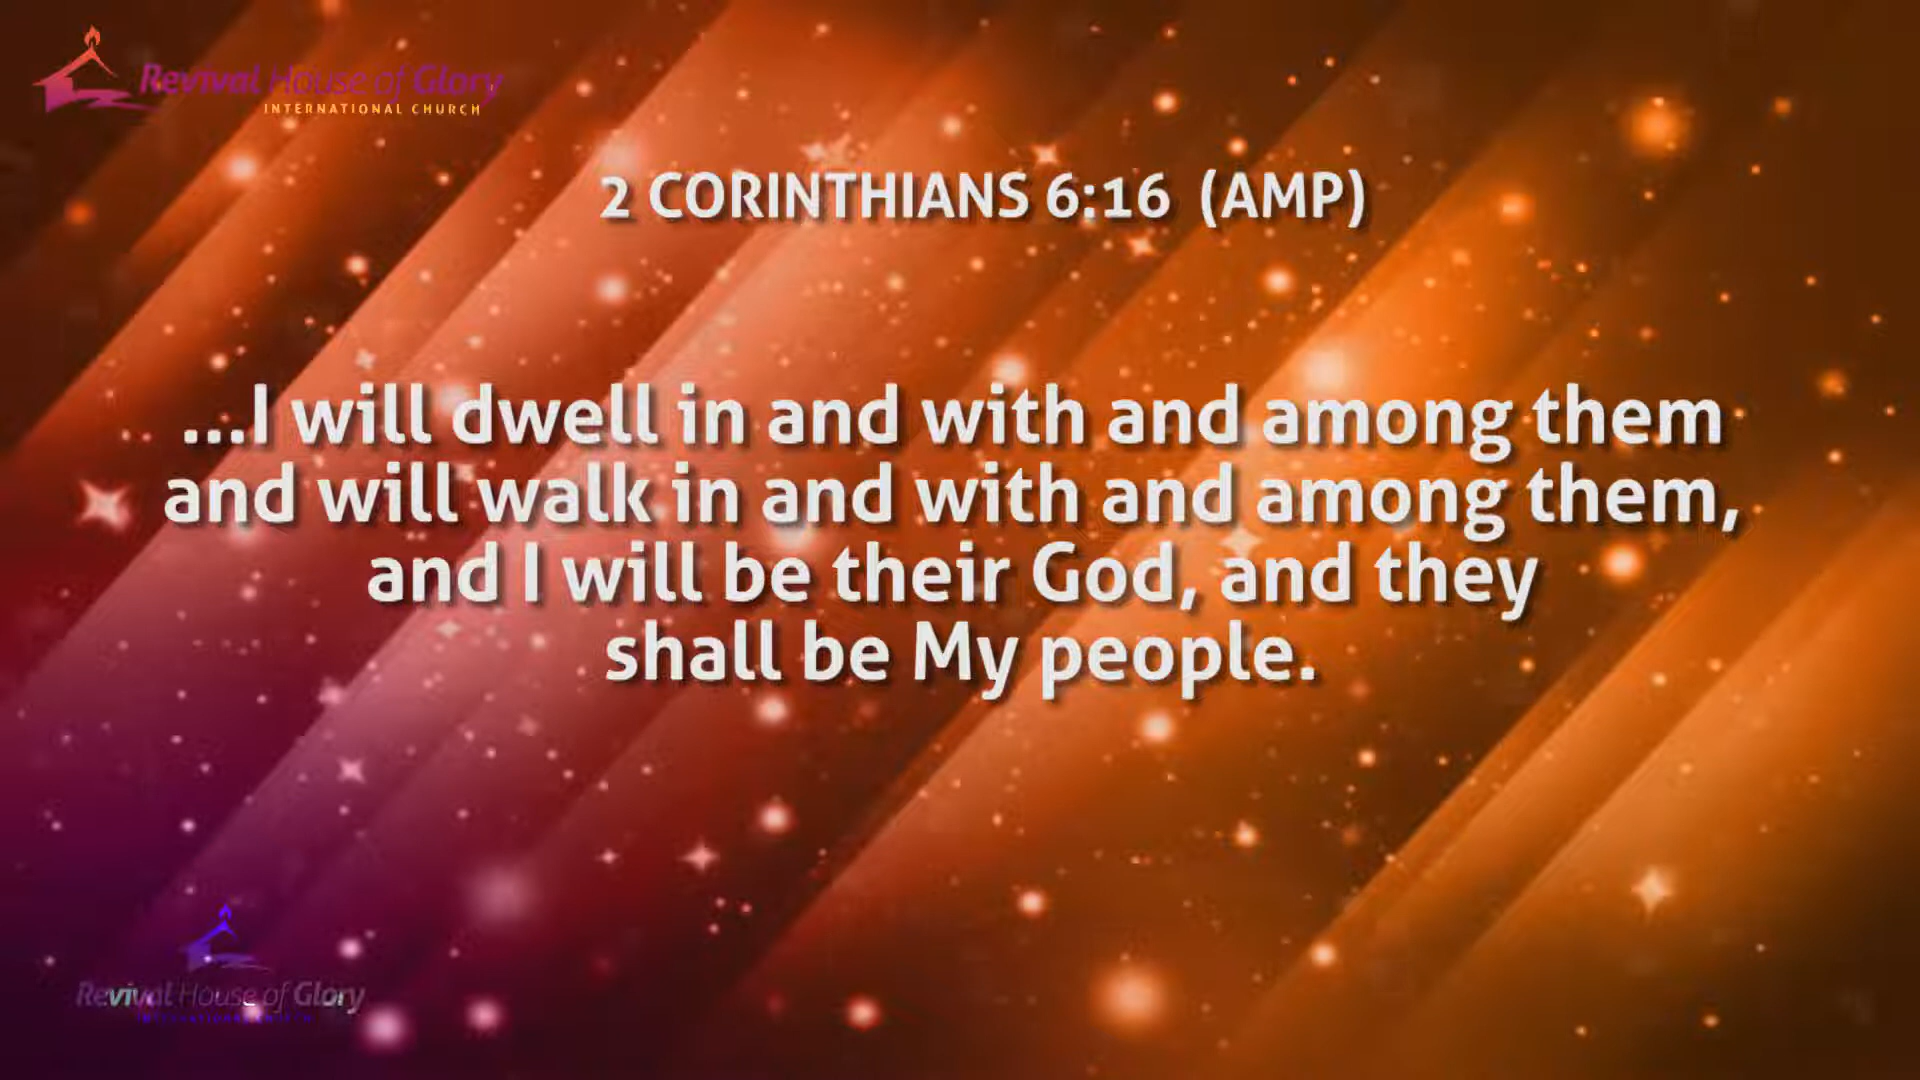 Revival House of Glory
INTERNATIONAL CHURCH
2 CORINTHIANS 6:16 (AMP)
...I will dwell in and with and among them
and will walk in and with and among them,
and I will be their God, and they
shall be My people.
Revival House of Glory
INTERNATIONAL CHURCH